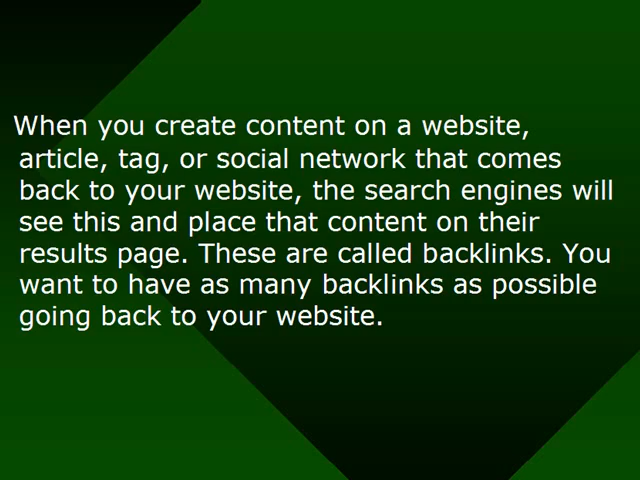 When you create content on a website,
article, tag, or social network that comes
back to your website, the search engines will
see this and place that content on their
results page. These are called backlinks. You
want to have as many backlinks as possible
going back to your website.